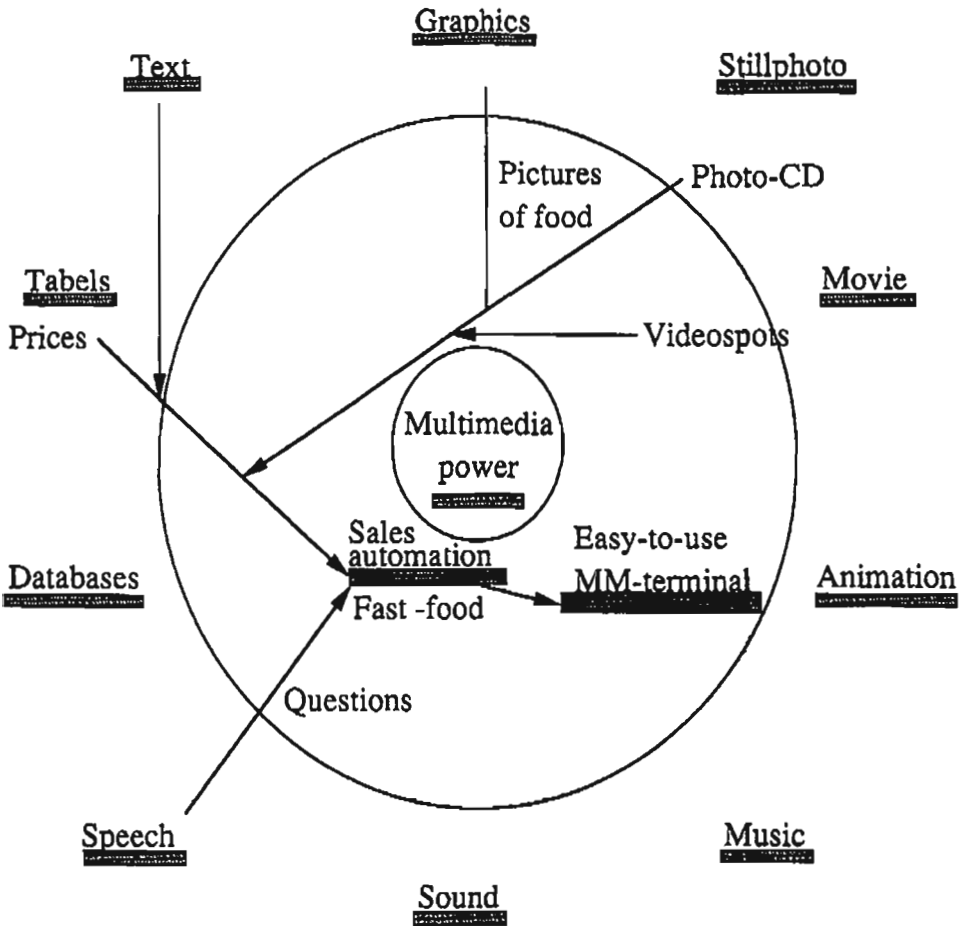 Graphics
Text
Stillphoto
Pictures
of food
Photo-CD
Tabels
Movie
Prices
Videospots
Multimedia
power
Sales
automation
Fast -food
Easy-to-use
MM-terminal
Databases
Animation
Questions
Speech
Music
Sound